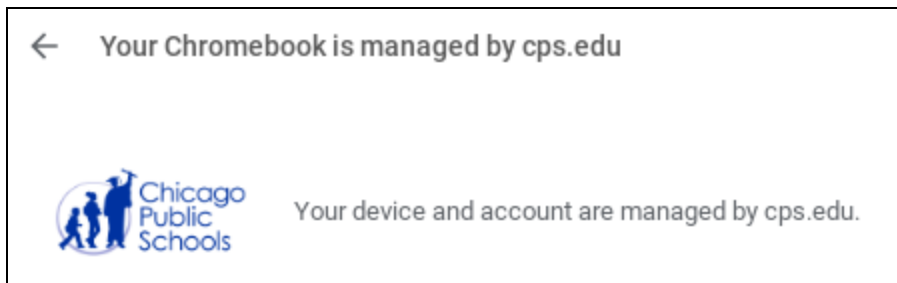 Your Chromebook is managed by cps.edu
Chicago
Public
Schools
Your device and account are managed by cps.edu.